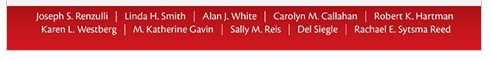 Joseph S. Renzulli | Linda H. Smith | Alan J. White | Carolyn M. Callahan | Robert K. Hartman
Karen L. Westberg | M. Katherine Gavin | Sally M. Reis | Del Siegle | Rachael E. Sytsma Reed